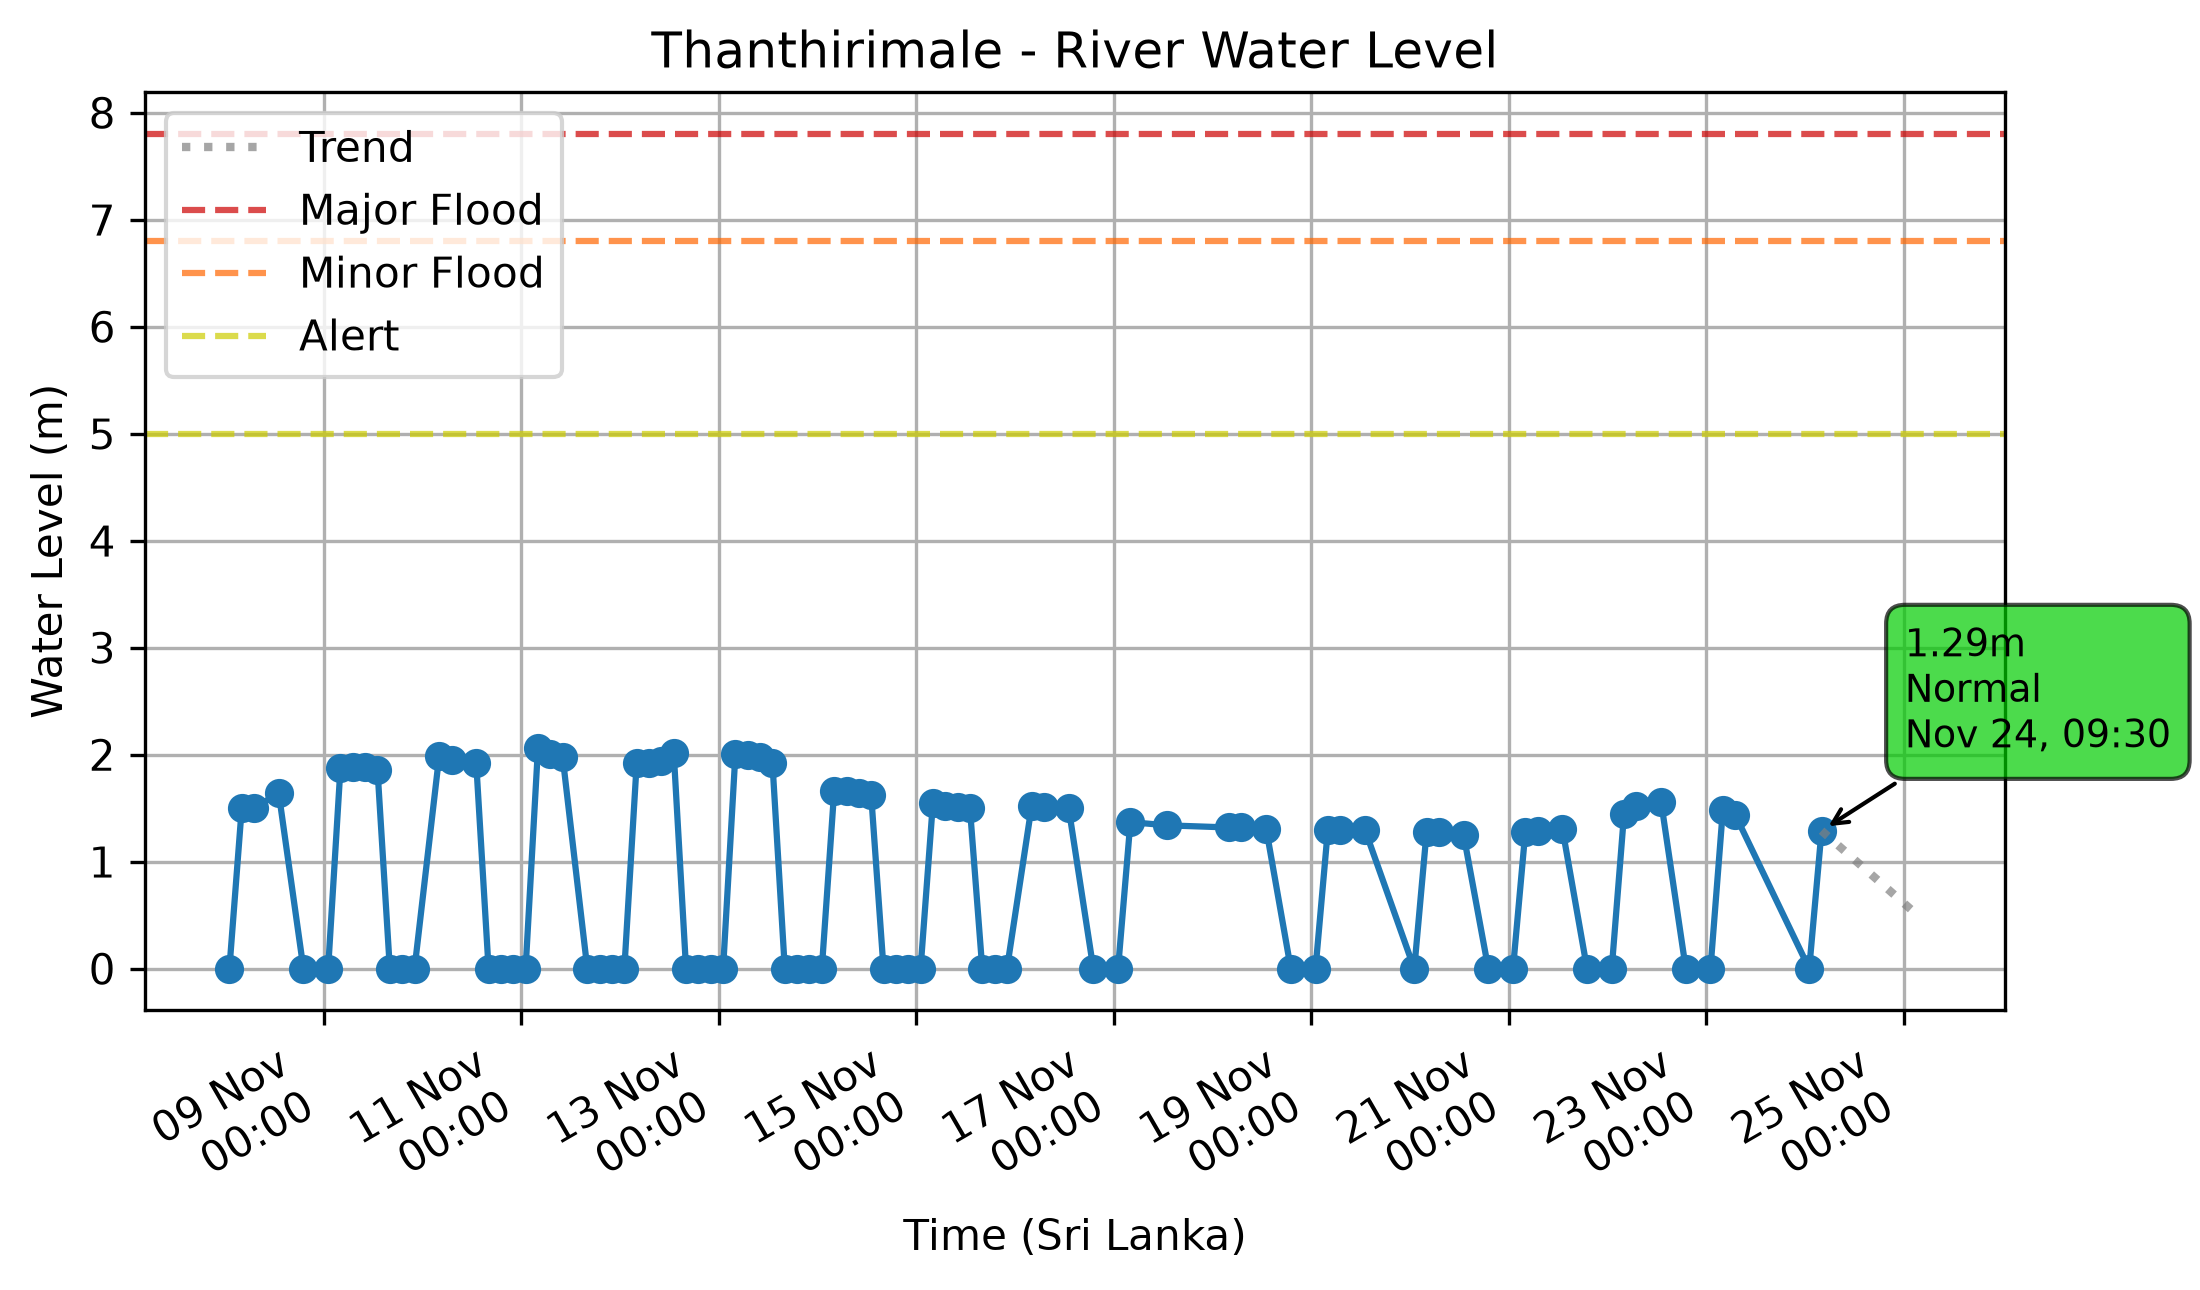 Thanthirimale - River Water Level
8
7
6
5
4
3
2
1
0
Water Level (m)
Trend
Major Flood
Minor Flood
Alert
1.29m
Normal
Nov 24, 09:30
09 Nov
00:00
11 Nov
00:00
13 Nov
00:00
15 Nov
00:00
17 Nov
00:00
19 Nov
00:00
21 Nov
00:00
23 Nov
00:00
25 Nov
00:00
Time (Sri Lanka)